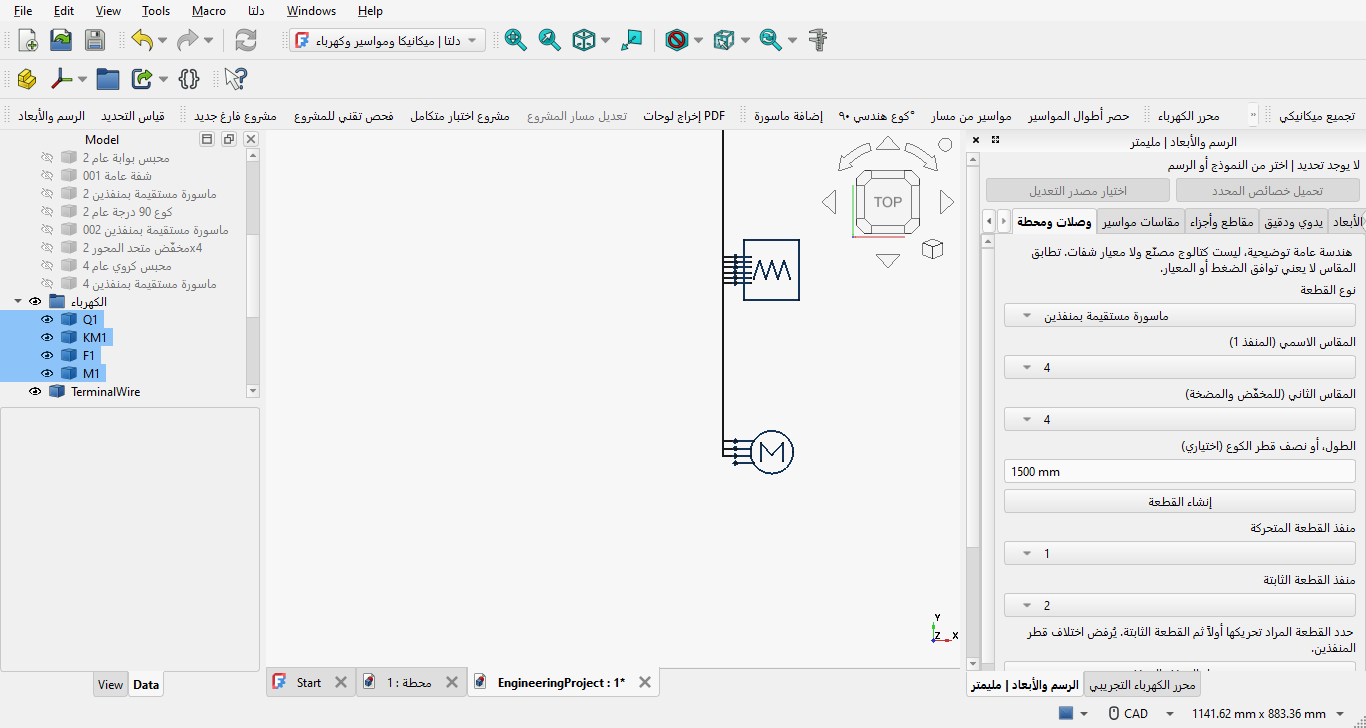 File Edit View Tools Macro دلتا Windows Help
دلتا | ميكانيكا ومواسير وكهرباء
الرسم والأبعاد قياس التحديد مشروع فارغ جديد فحص تقني للمشروع مشروع اختبار متكامل تعديل مسار المشروع PDF إخراج لوحات إضافة ماسورة كوع هندسي ٩٠° مواسير من مسار حصر أطوال المواسير محرر الكهرباء » تجميع ميكانيكي
Model
محبس بوابة عام 2
شفة عامة 001
ماسورة مستقيمة بمنفذين 2
كوع 90 درجة عام 2
ماسورة مستقيمة بمنفذين 002
مخفّض متحد المحور 2x4
محبس كروي عام 4
ماسورة مستقيمة بمنفذين 4
الكهرباء
Q1
KM1
F1
M1
TerminalWire
View Data
TOP
M
Y
Z X
Start محطة : 1 EngineeringProject : 1*
الرسم والأبعاد | مليمتر
لا يوجد تحديد | اختر من النموذج أو الرسم
تحميل خصائص المحدد اختيار مصدر التعديل
الأبعاد يدوي ودقيق مقاطع وأجزاء مقاسات مواسير وصلات ومحطة
هندسة عامة توضيحية، ليست كتالوج مصنّع ولا معيار شفات. تطابق
المقاس لا يعني توافق الضغط أو المعيار.
نوع القطعة
ماسورة مستقيمة بمنفذين
المقاس الاسمي (المنفذ 1)
4
المقاس الثاني (للمخفّض والمضخة)
4
الطول، أو نصف قطر الكوع (اختياري)
1500 mm
إنشاء القطعة
منفذ القطعة المتحركة
1
منفذ القطعة الثابتة
2
حدد القطعة المراد تحريكها أولاً ثم القطعة الثابتة. يُرفض اختلاف قطر
المنفذين.
الرسم والأبعاد | مليمتر محرر الكهرباء التجريبي
CAD 1141.62 mm x 883.36 mm